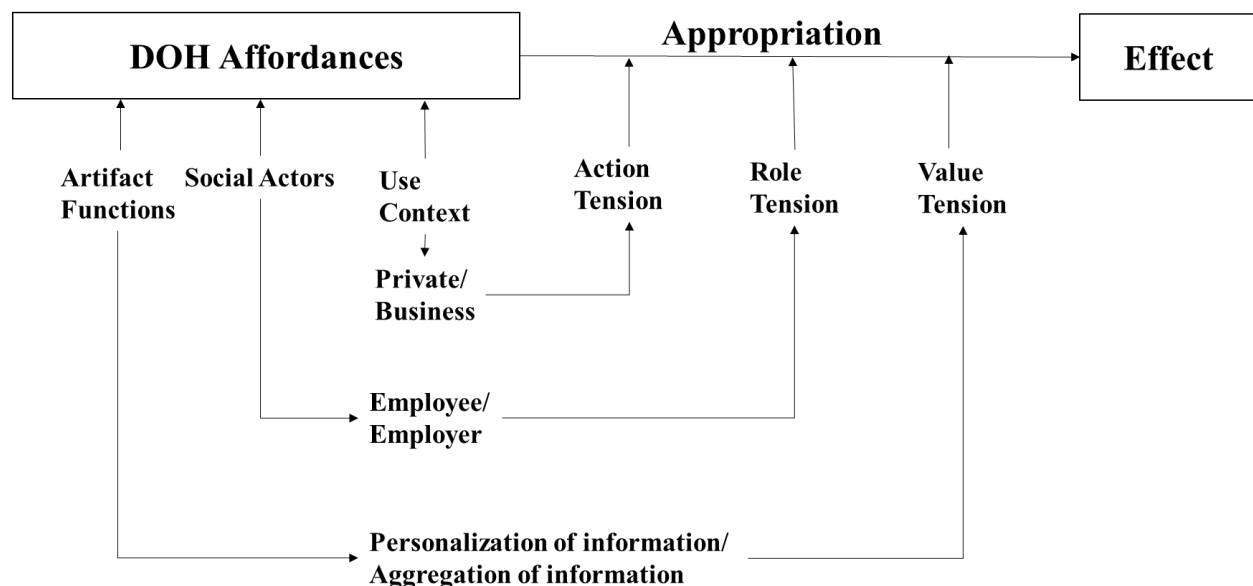 DOH Affordances
Appropriation
Effect
Artifact
Functions
Social Actors
Use
Context
Action
Tension
Role
Tension
Value
Tension
Private/
Business
Employee/
Employer
Personalization of information/
Aggregation of information